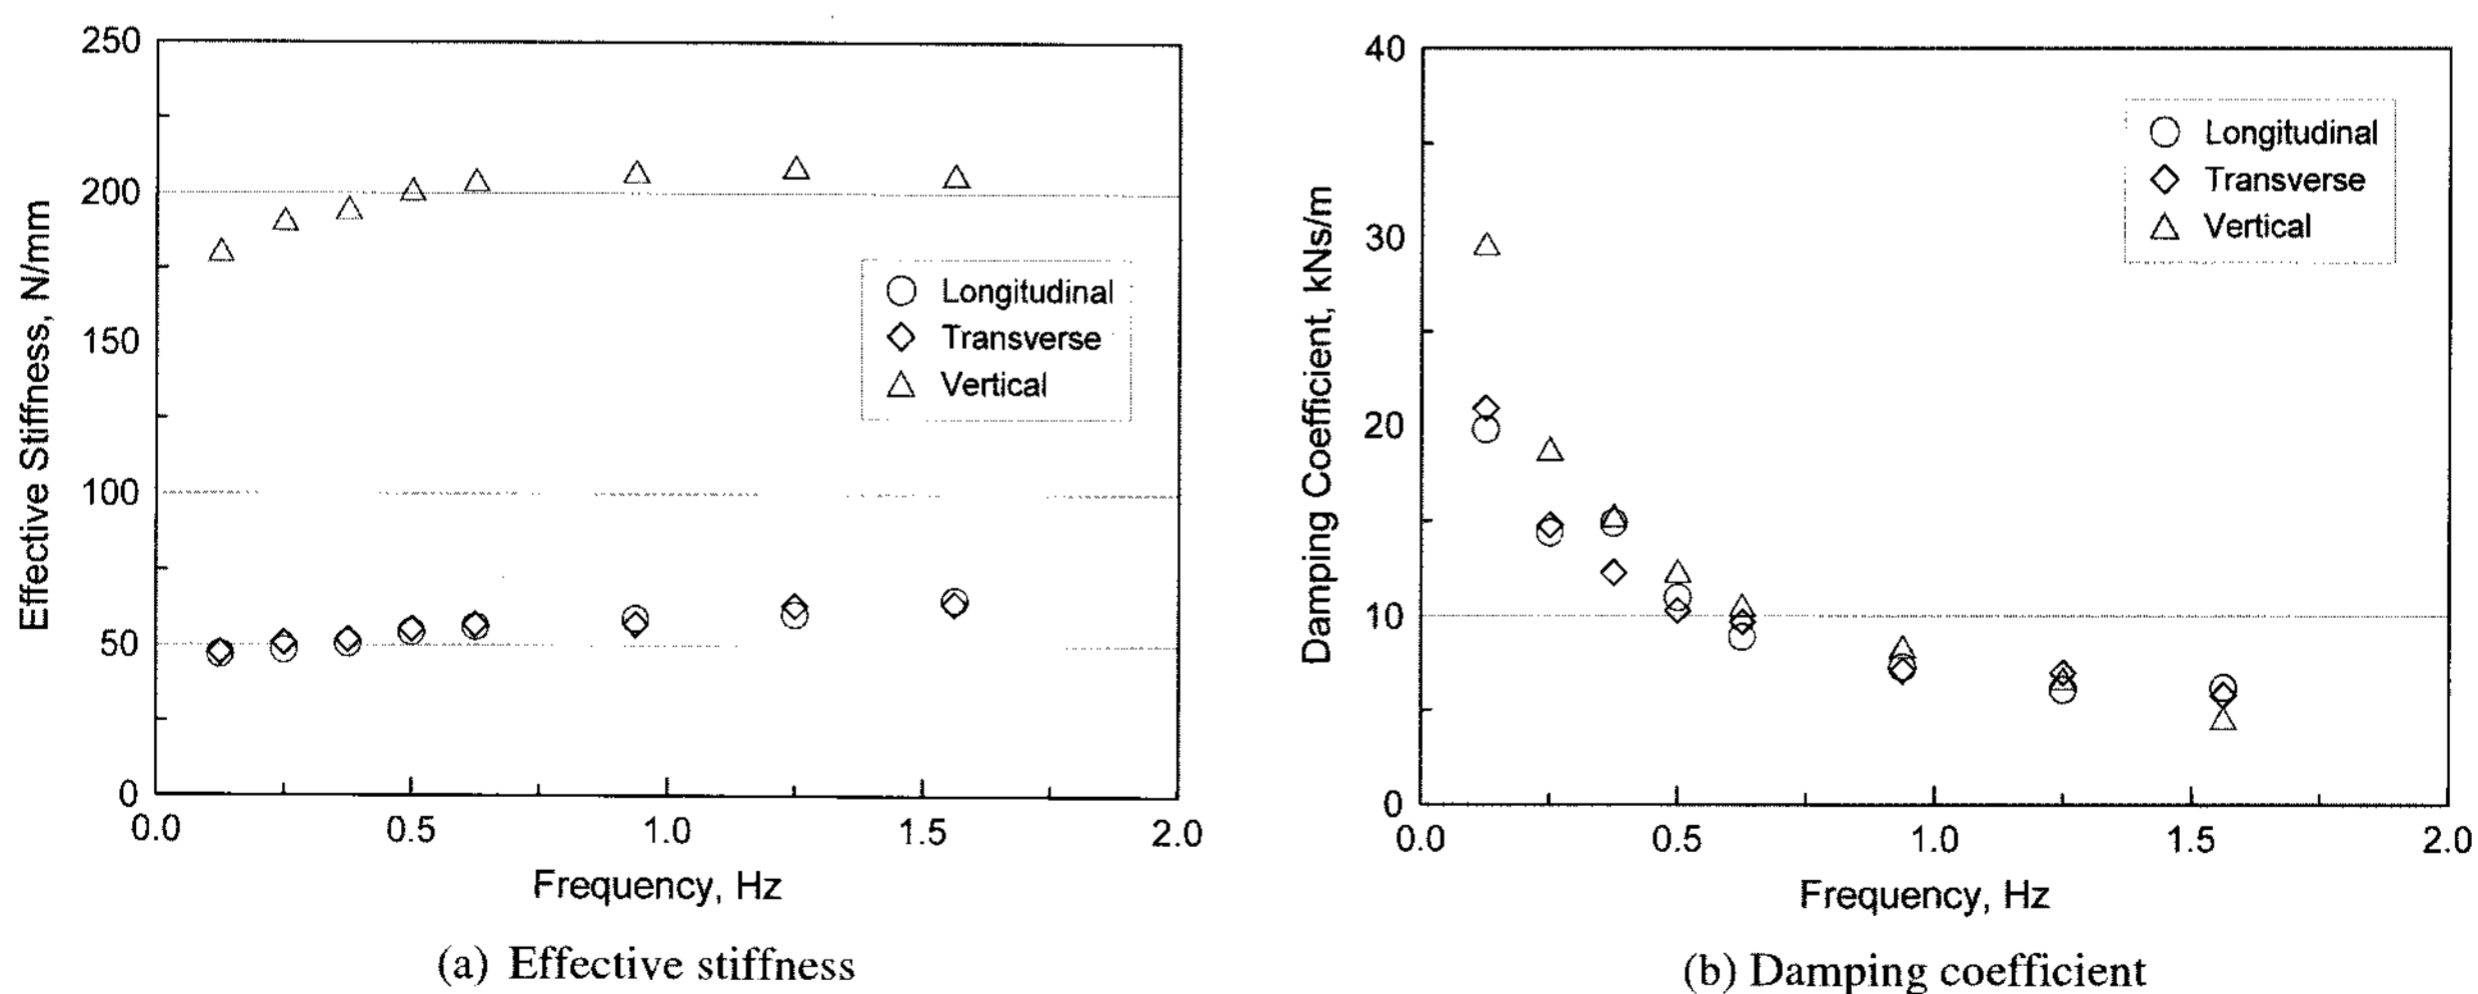 250
200
150
100
50
0
0.0 0.5 1.0 1.5 2.0
Effective Stiffness, N/mm
Frequency, Hz
Longitudinal
Transverse
Vertical
(a) Effective stiffness
40
30
20
10
0
0.0 0.5 1.0 1.5 2.0
Damping Coefficient, kNs/m
Frequency, Hz
Longitudinal
Transverse
Vertical
(b) Damping coefficient